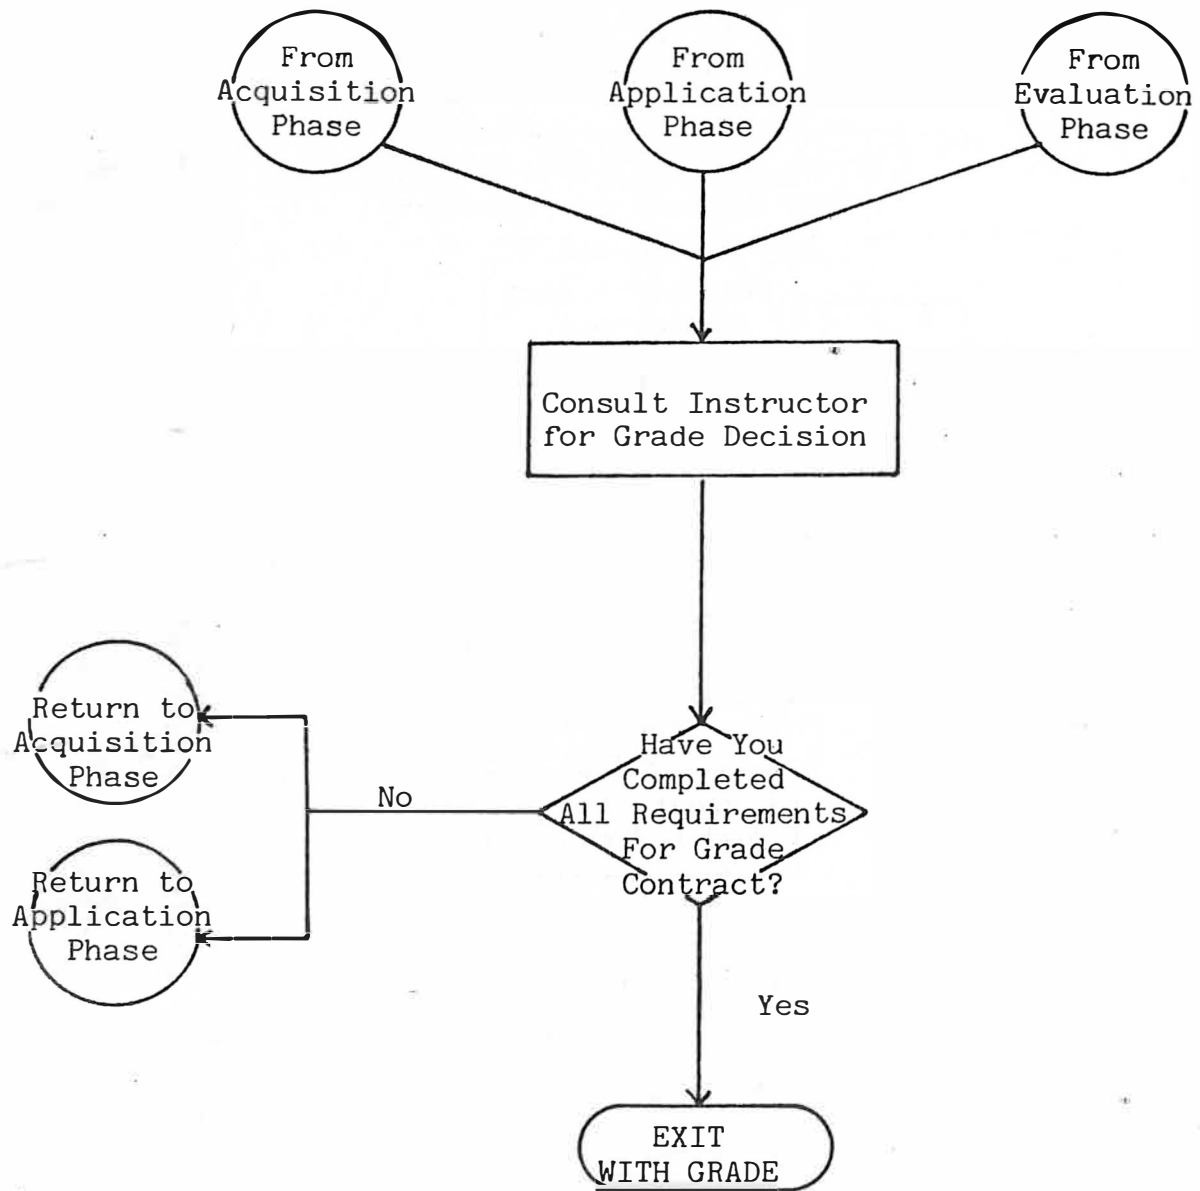 From
Acquisition
Phase
From
Application
Phase
From
Evaluation
Phase
Consult Instructor
for Grade Decision
Return to
Acquisition
Phase
No
Have You
Completed
All Requirements
For Grade
Contract?
Return to
Application
Phase
Yes
EXIT
WITH GRADE